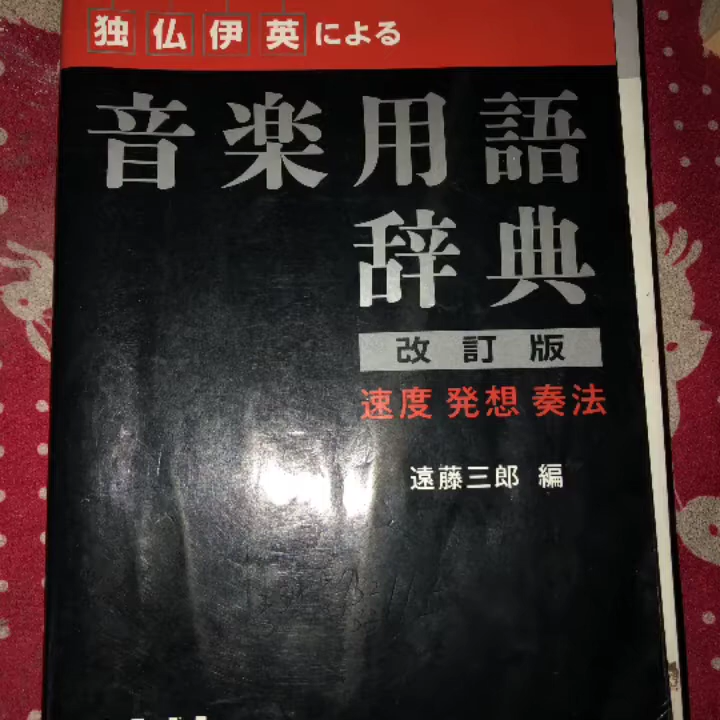 独仏伊英による
音楽用語
辞典
改訂版
速度 発想 奏法
遠藤三郎 編